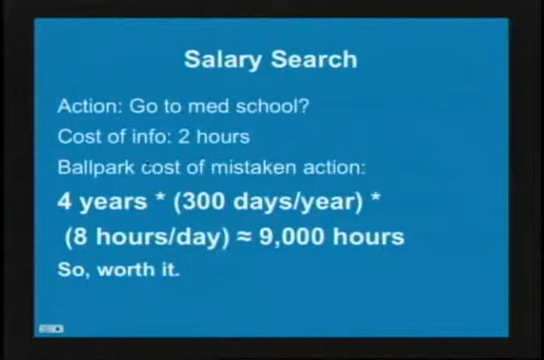 Salary Search
Action: Go to med school?
Cost of info: 2 hours
Ballpark cost of mistaken action:
4 years * (300 days/year) *
(8 hours/day) ≈ 9,000 hours
So, worth it.